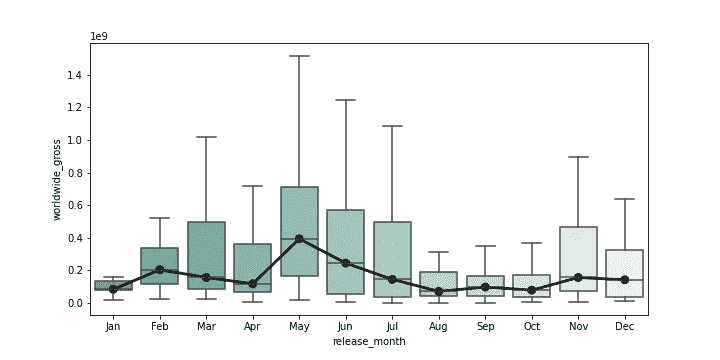 1e9
1.4
1.2
1.0
0.8
0.6
0.4
0.2
0.0
worldwide_gross
Jan Feb Mar Apr May Jun Jul Aug Sep Oct Nov Dec
release_month